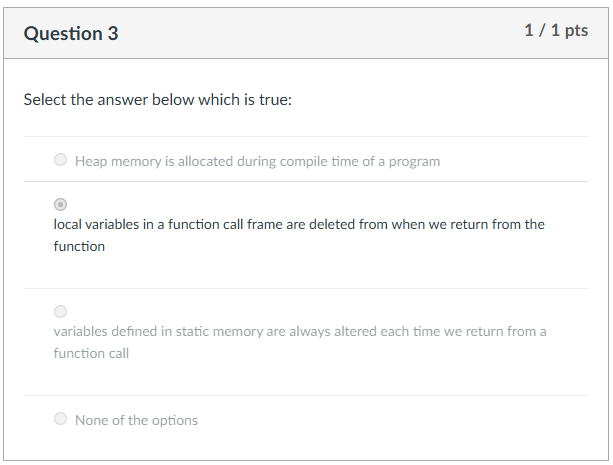 Question 3
1 / 1 pts
Select the answer below which is true:
Heap memory is allocated during compile time of a program
local variables in a function call frame are deleted from when we return from the
function
variables defined in static memory are always altered each time we return from a
function call
None of the options